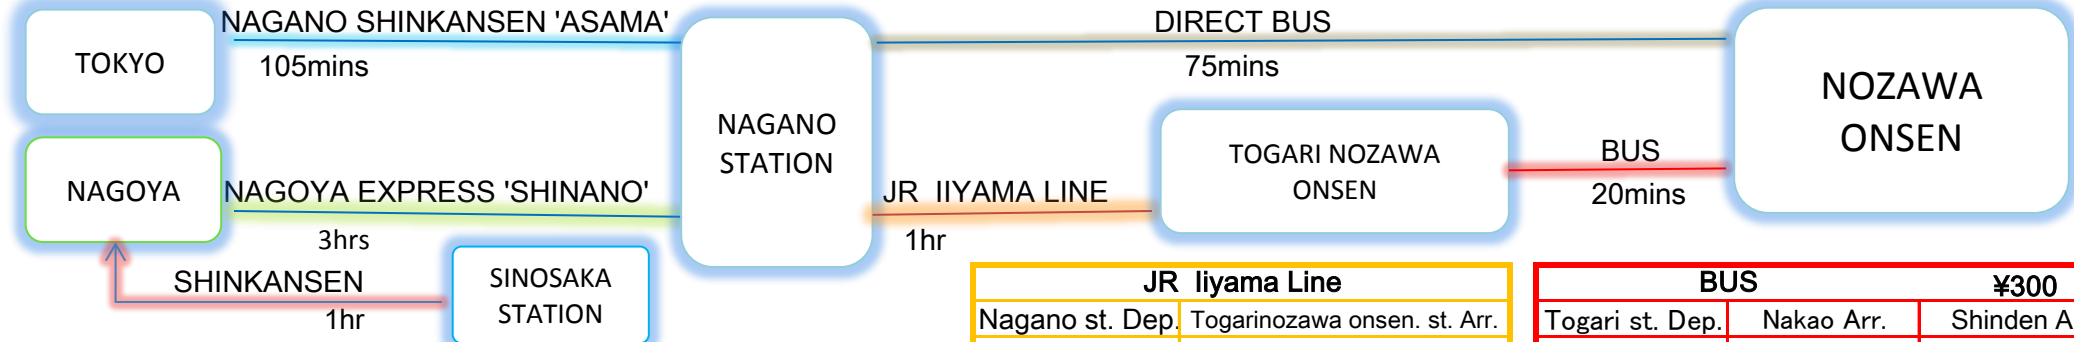 NAGANO SHINKANSEN 'ASAMA'
DIRECT BUS
TOKYO
105mins
75mins
NOZAWA
ONSEN
NAGANO
STATION
TOGARI NOZAWA
ONSEN
BUS
20mins
NAGOYA
NAGOYA EXPRESS 'SHINANO'
JR IIYAMA LINE
3hrs
1hr
SHINKANSEN
1hr
SINOSAKA
STATION
JR Iiyama Line
Nagano st. Dep. Togarinozawa onsen. st. Arr.
BUS ¥300
Togari st. Dep. Nakao Arr. Shinden A